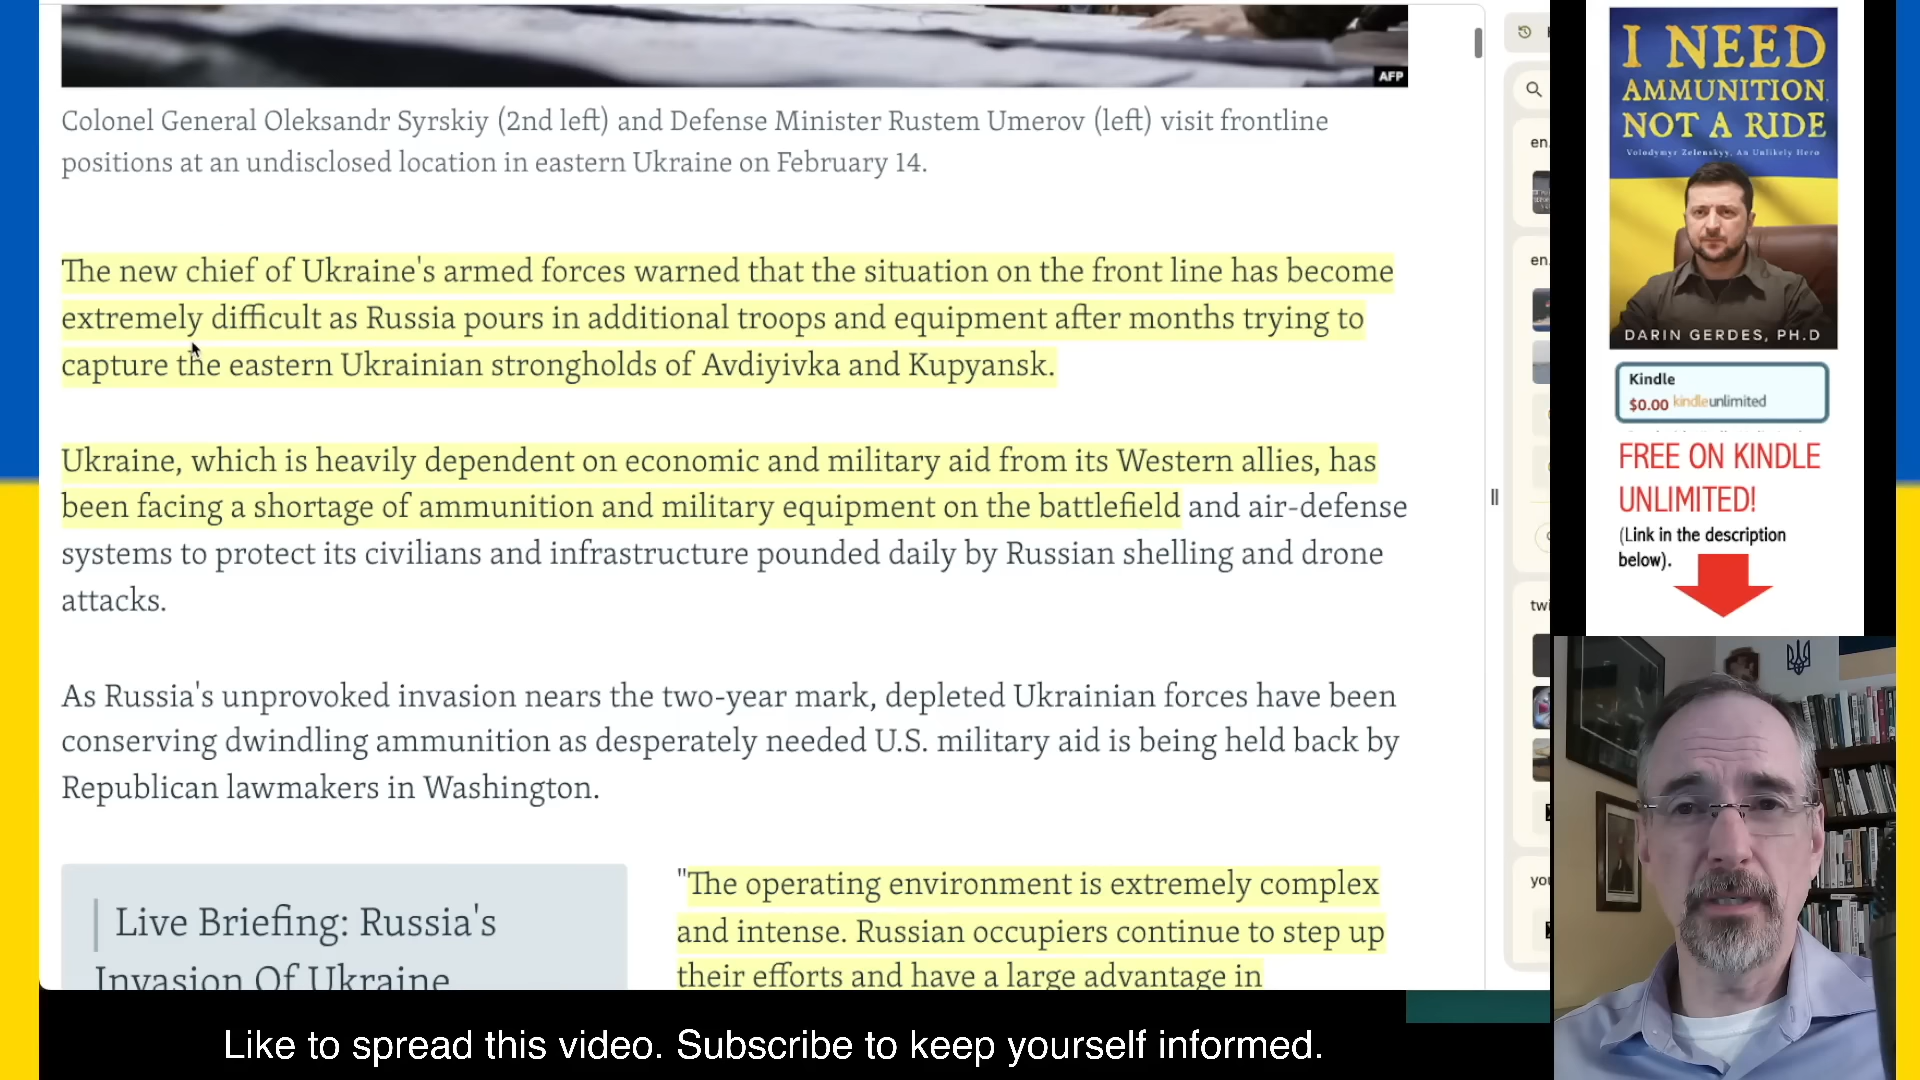 AFP
Colonel General Oleksandr Syrskiy (2nd left) and Defense Minister Rustem Umerov (left) visit frontline
positions at an undisclosed location in eastern Ukraine on February 14.
The new chief of Ukraine's armed forces warned that the situation on the front line has become
extremely difficult as Russia pours in additional troops and equipment after months trying to
capture the eastern Ukrainian strongholds of Avdiyivka and Kupyansk.
Ukraine, which is heavily dependent on economic and military aid from its Western allies, has
been facing a shortage of ammunition and military equipment on the battlefield and air-defense
systems to protect its civilians and infrastructure pounded daily by Russian shelling and drone
attacks.
As Russia's unprovoked invasion nears the two-year mark, depleted Ukrainian forces have been
conserving dwindling ammunition as desperately needed U.S. military aid is being held back by
Republican lawmakers in Washington.
Live Briefing: Russia's
Invasion Of Ukraine
"The operating environment is extremely complex
and intense. Russian occupiers continue to step up
their efforts and have a large advantage in
en.
en.
twi
you
I NEED
AMMUNITION,
NOT A RIDE
Volodymyr Zelenskyy, An Unlikely Hero
DARIN GERDES, PH.D
Kindle
$0.00 kindleunlimited
FREE ON KINDLE
UNLIMITED!
(Link in the description
below).
Like to spread this video. Subscribe to keep yourself informed.